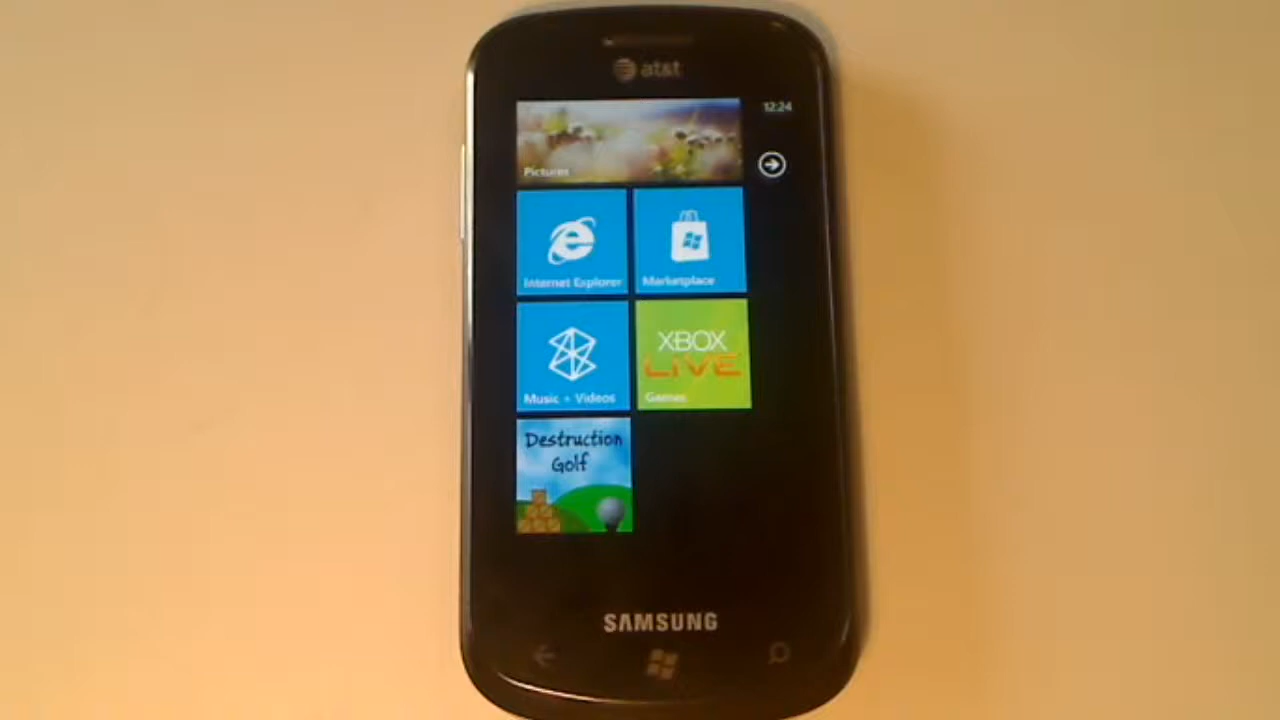 at&t
12:24
Pictures
Internet Explorer
Marketplace
Music + Videos
XBOX
LIVE
Games
Destruction
Golf
SAMSUNG